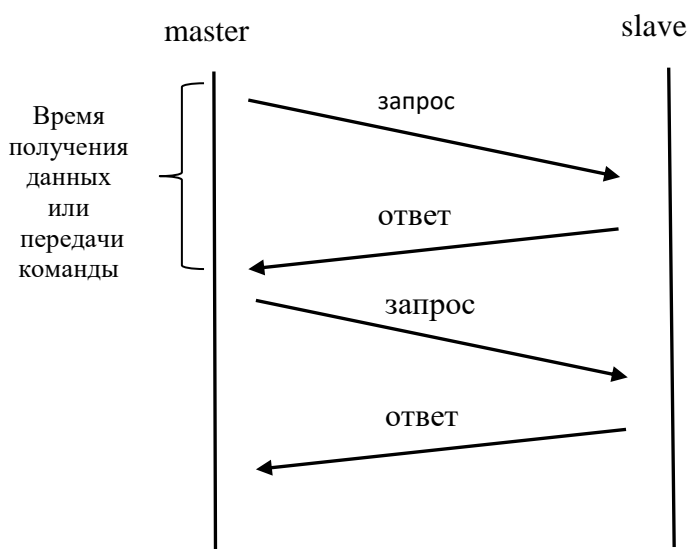 master
slave
запрос
Время
получения
данных
или
передачи
команды
ответ
запрос
ответ